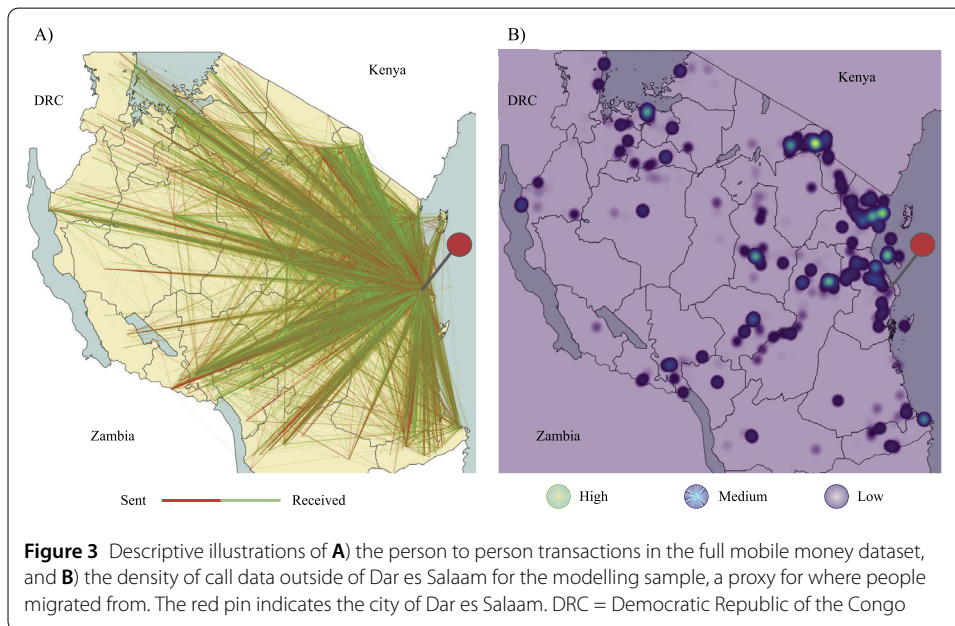 A)
B)
Kenya
Kenya
DRC
DRC
Zambia
Zambia
Sent
Received
High
Medium
Low
Figure 3 Descriptive illustrations of A) the person to person transactions in the full mobile money dataset,
and B) the density of call data outside of Dar es Salaam for the modelling sample, a proxy for where people
migrated from. The red pin indicates the city of Dar es Salaam. DRC = Democratic Republic of the Congo